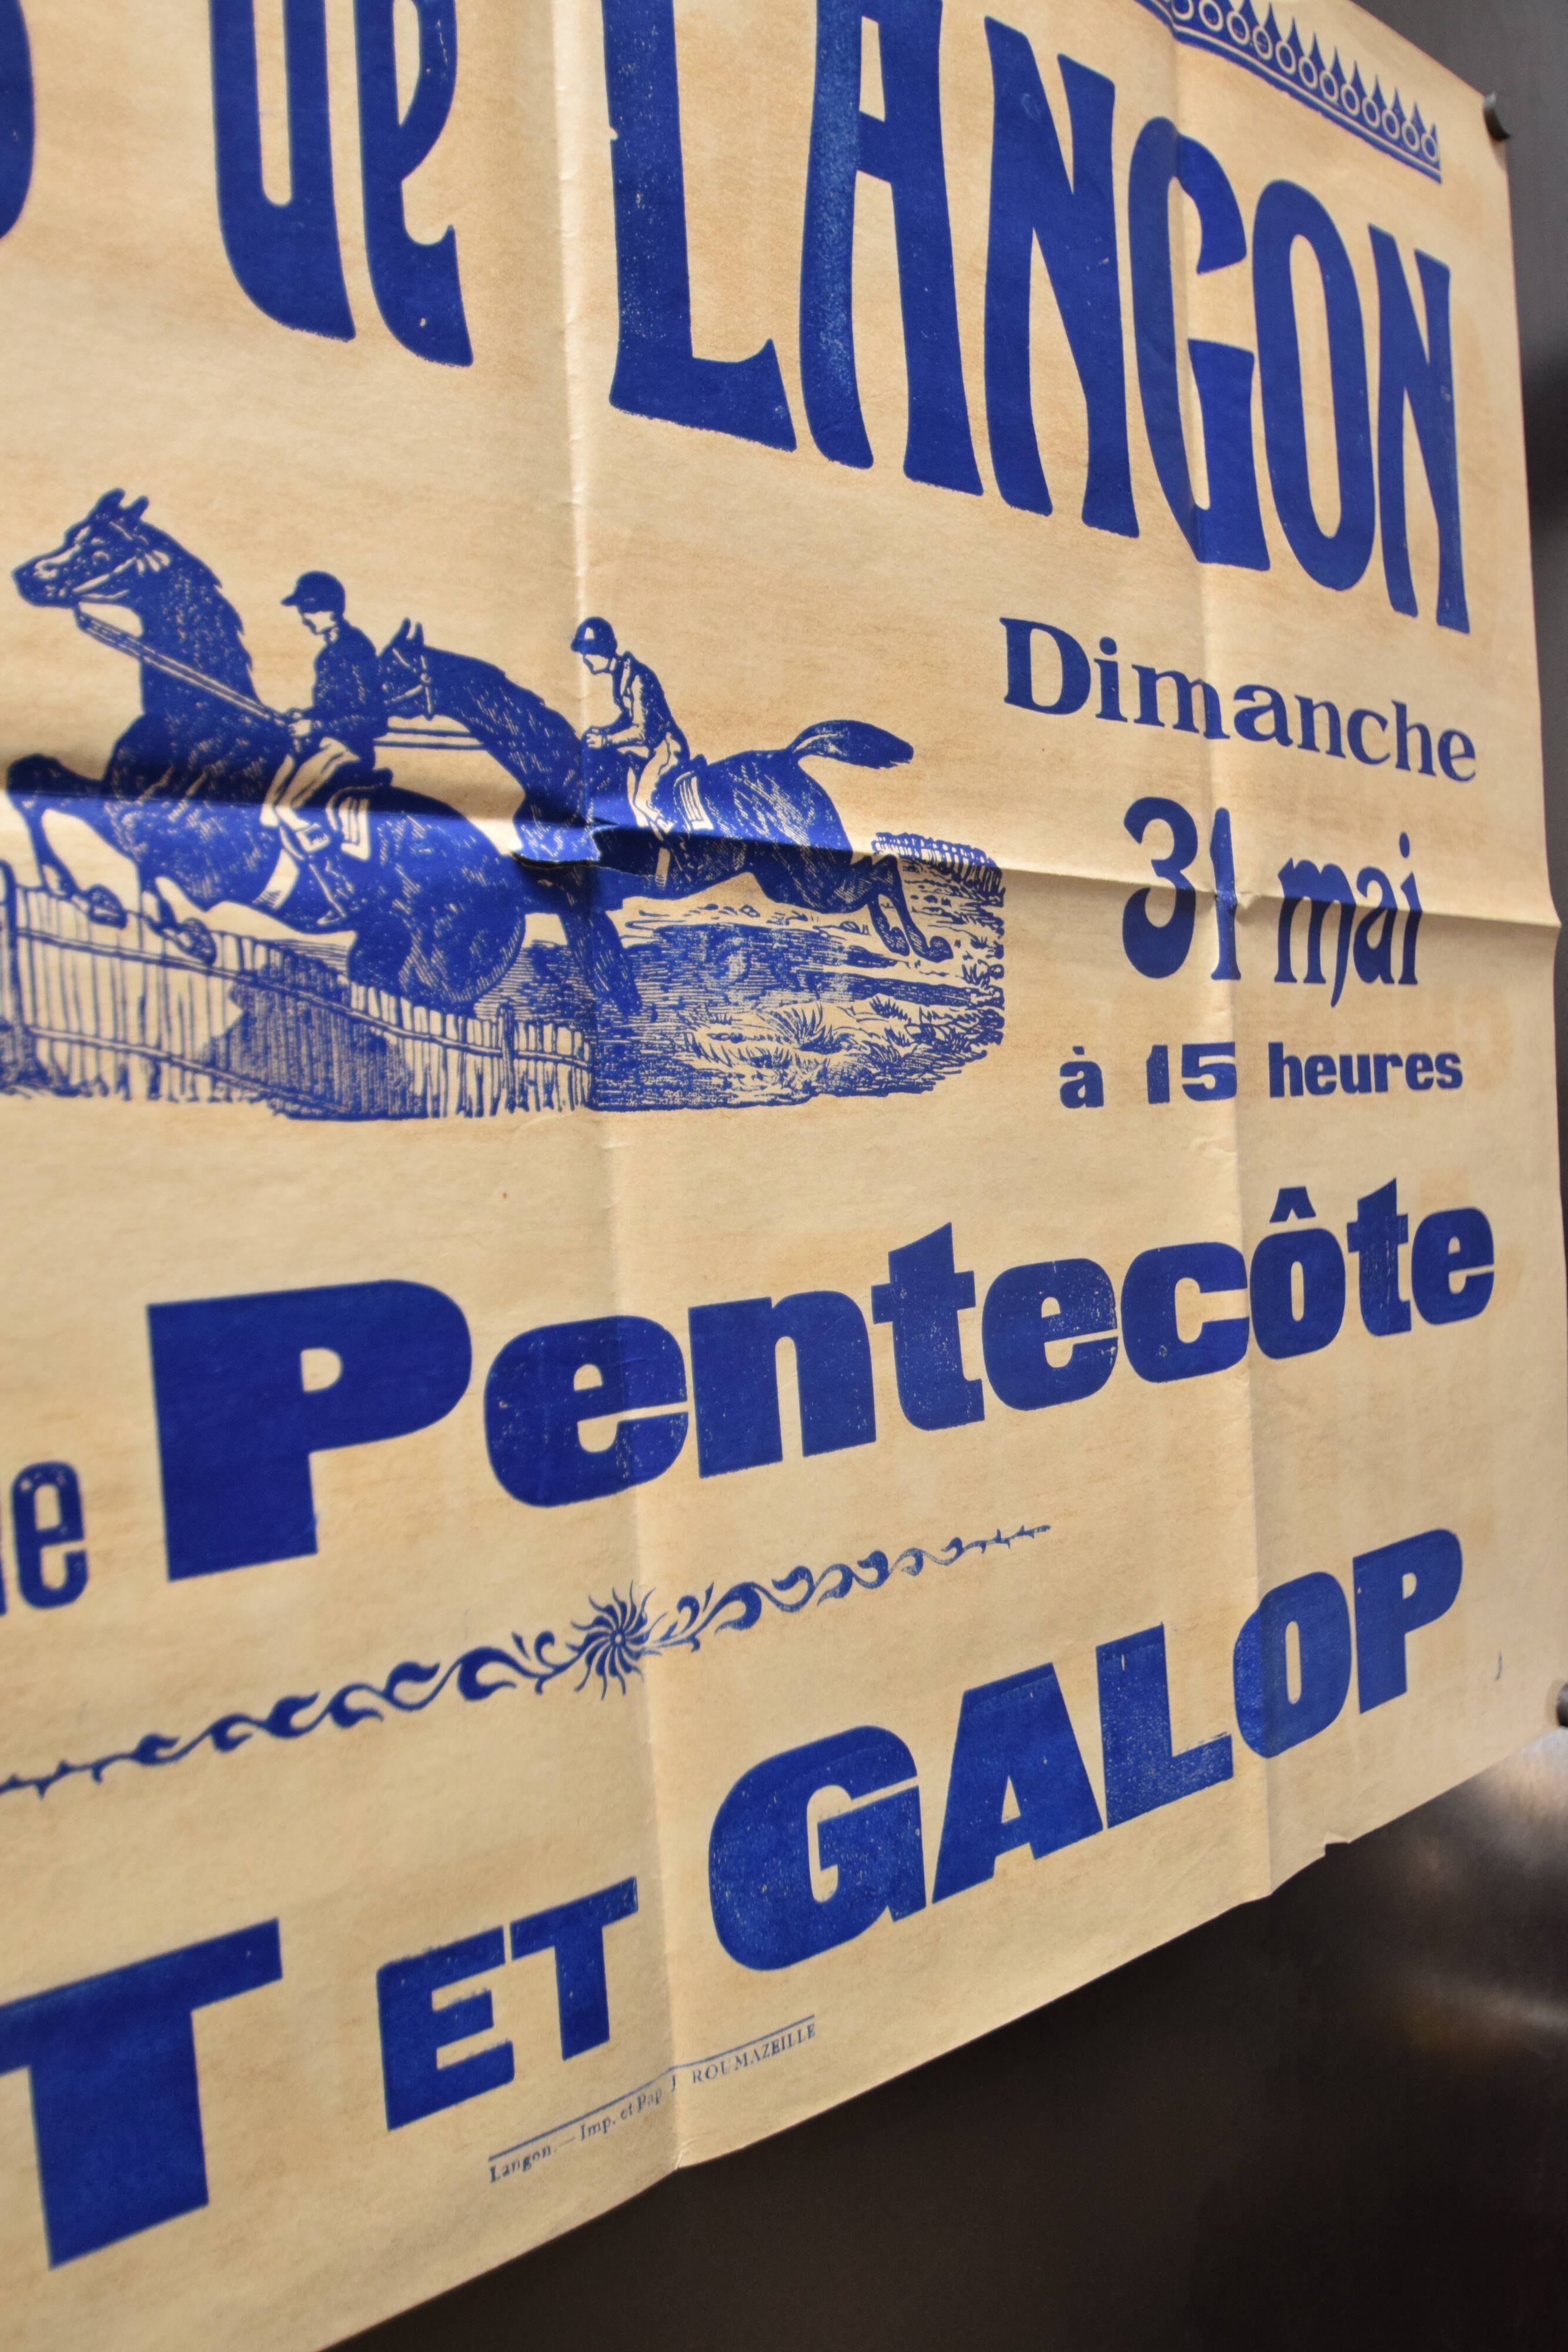 de LANGON
Dimanche
31 mai
à 15 heures
Pentecôte
T ET GALOP
Langon. — Imp. et Pap. J. ROUMAZEILLE